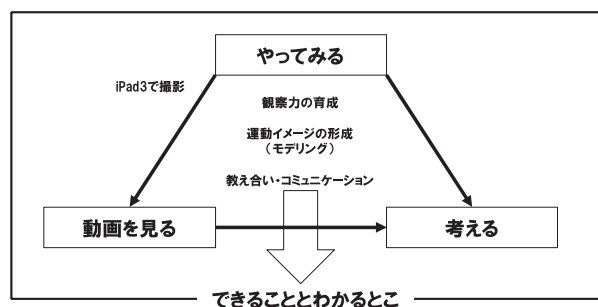 やってみる
iPad3で撮影
観察力の育成
運動イメージの形成
（モデリング）
教え合い・コミュニケーション
動画を見る
考える
できることとわかるとこ